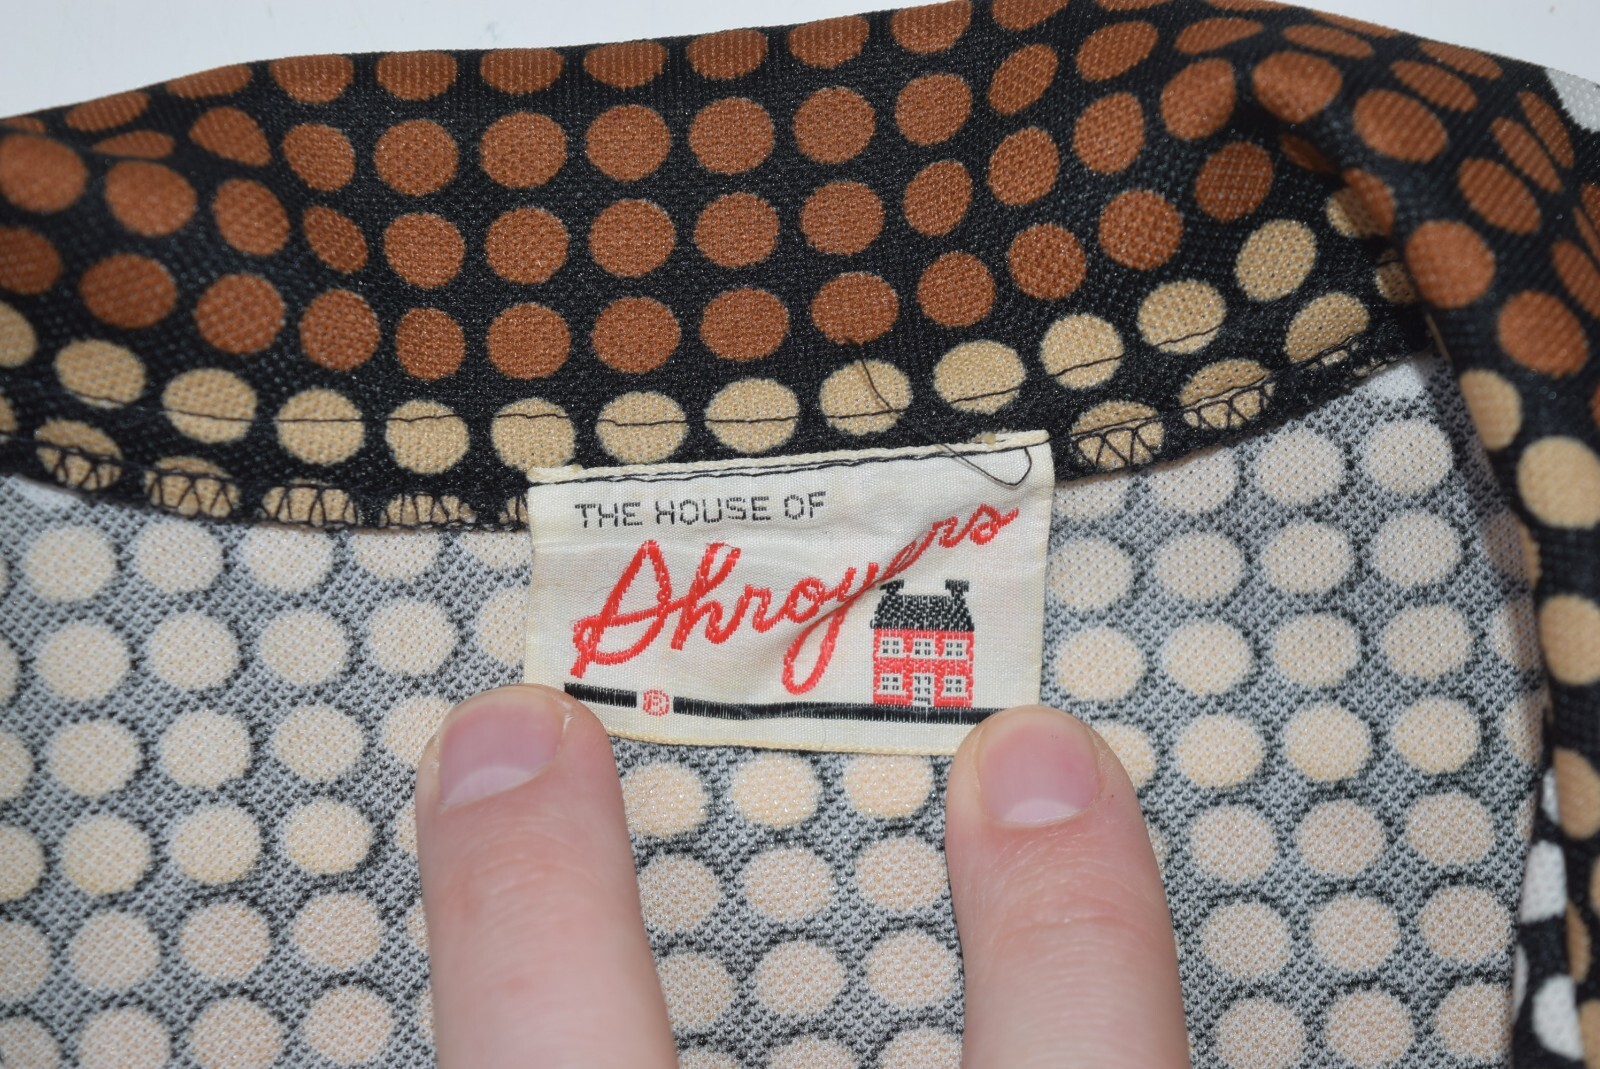 THE HOUSE OF
Shroyers
®